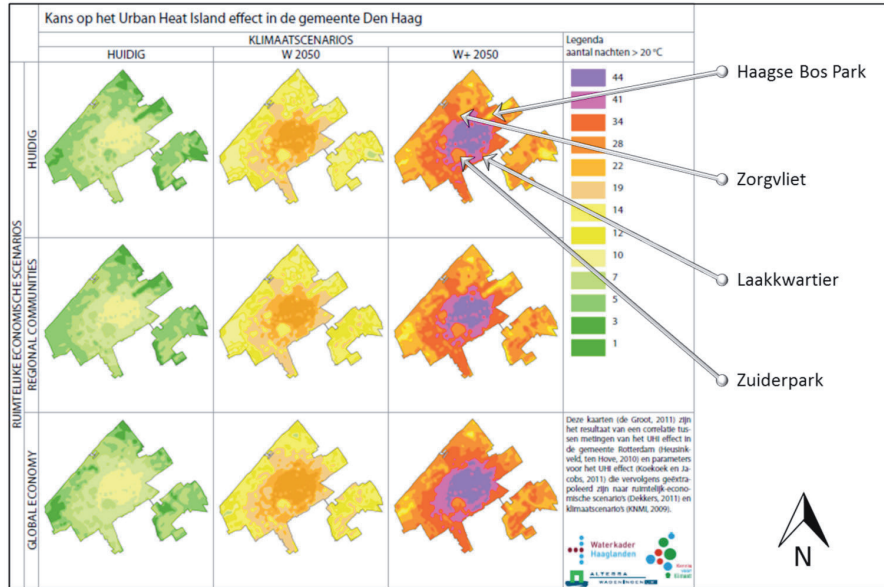 Kans op het Urban Heat Island effect in de gemeente Den Haag
KLIMAATSCENARIOS
HUIDIG
W 2050
W+ 2050
RUIMTELIJKE ECONOMISCHE SCENARIOS
HUIDIG
REGIONAL COMMUNITIES
GLOBAL ECONOMY
Legenda
aantal nachten > 20 °C
44
41
34
28
22
19
14
12
10
7
5
3
1
Haagse Bos Park
Zorgvliet
Laakkwartier
Zuiderpark
Deze kaarten (de Groot, 2011) zijn
het resultaat van een correlatie tus-
sen metingen van het UHI effect in
de gemeente Rotterdam (Heusink-
veld, ten Hove, 2010) en parameters
voor het UHI effect (Koekoek en Ja-
cobs, 2011) die vervolgens geëxtra-
poleerd zijn naar ruimtelijk-econo-
mische scenario's (Dekkers, 2011) en
klimaatscenario's (KNMI, 2009).
Waterkader
Haaglanden
Kennis
voor
Klimaat
ALTERRA
WAGENINGEN
N